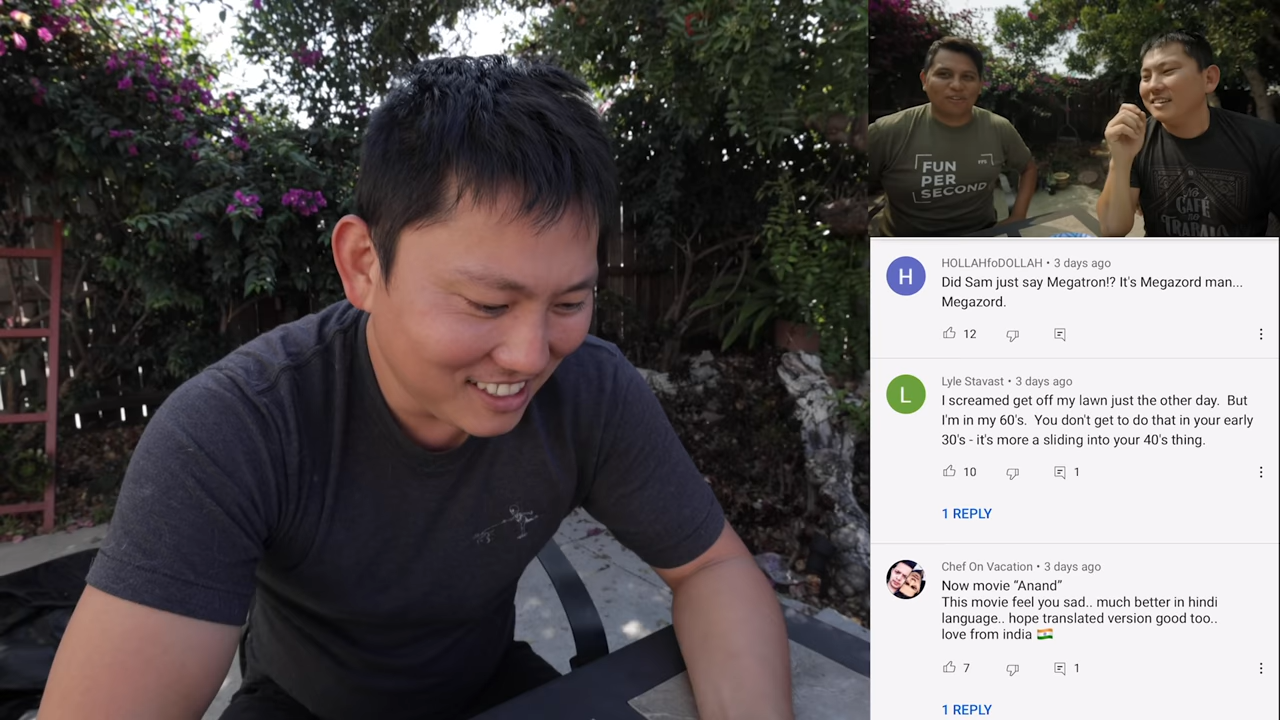 FUN
PER
SECOND
FPS
CAFÉ
TRABALO
H
HOLLAHfoDOLLAH • 3 days ago
Did Sam just say Megatron!? It's Megazord man...
Megazord.
12
L
Lyle Stavast • 3 days ago
I screamed get off my lawn just the other day. But
I'm in my 60's. You don't get to do that in your early
30's - it's more a sliding into your 40's thing.
10
1
1 REPLY
Chef On Vacation • 3 days ago
Now movie “Anand”
This movie feel you sad.. much better in hindi
language.. hope translated version good too..
love from india 🇮🇳
7
1
1 REPLY